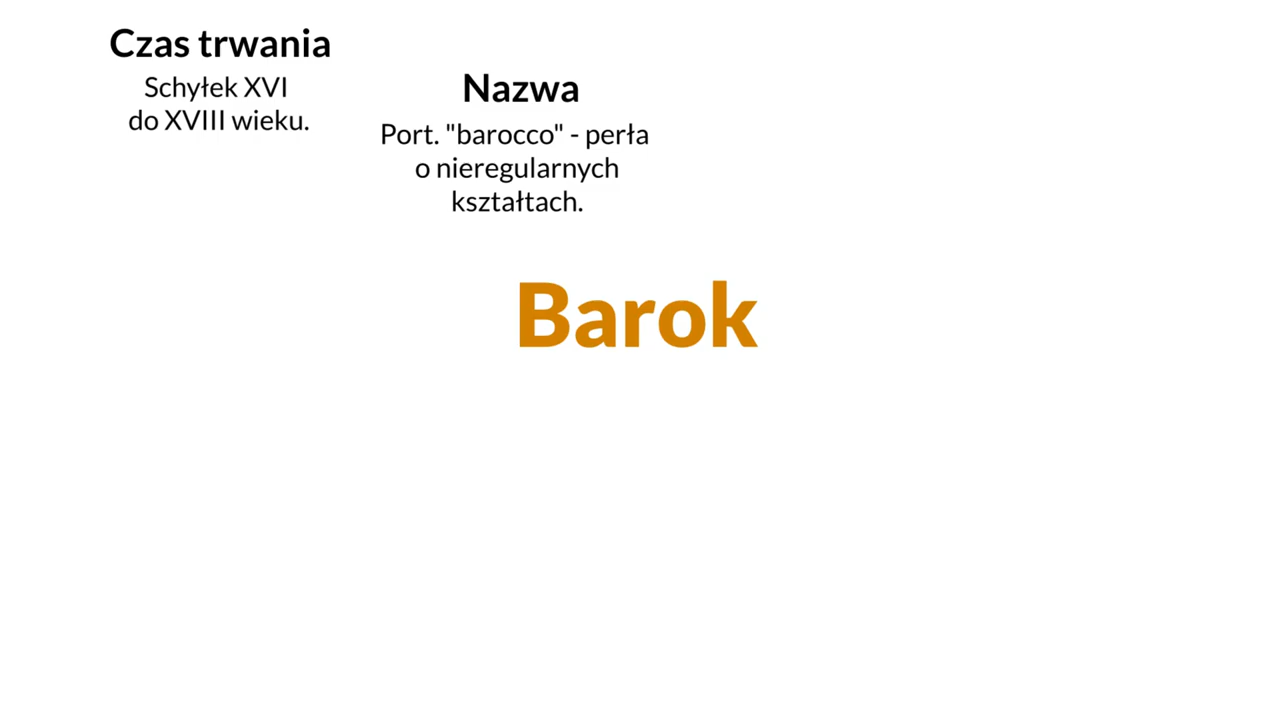 Czas trwania
Schyłek XVI
do XVIII wieku.
Nazwa
Port. "barocco" - perła
o nieregularnych
kształtach.
Barok